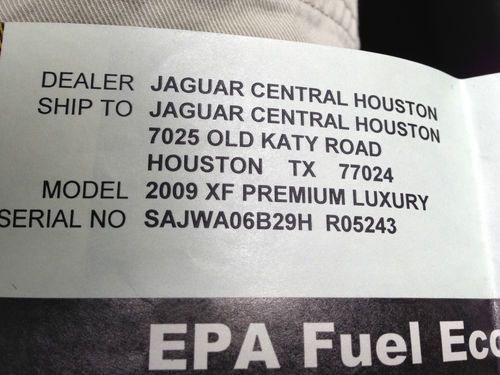 DEALER JAGUAR CENTRAL HOUSTON
SHIP TO JAGUAR CENTRAL HOUSTON
7025 OLD KATY ROAD
HOUSTON TX 77024
MODEL 2009 XF PREMIUM LUXURY
SERIAL NO SAJWA06B29H R05243
EPA Fuel Eco